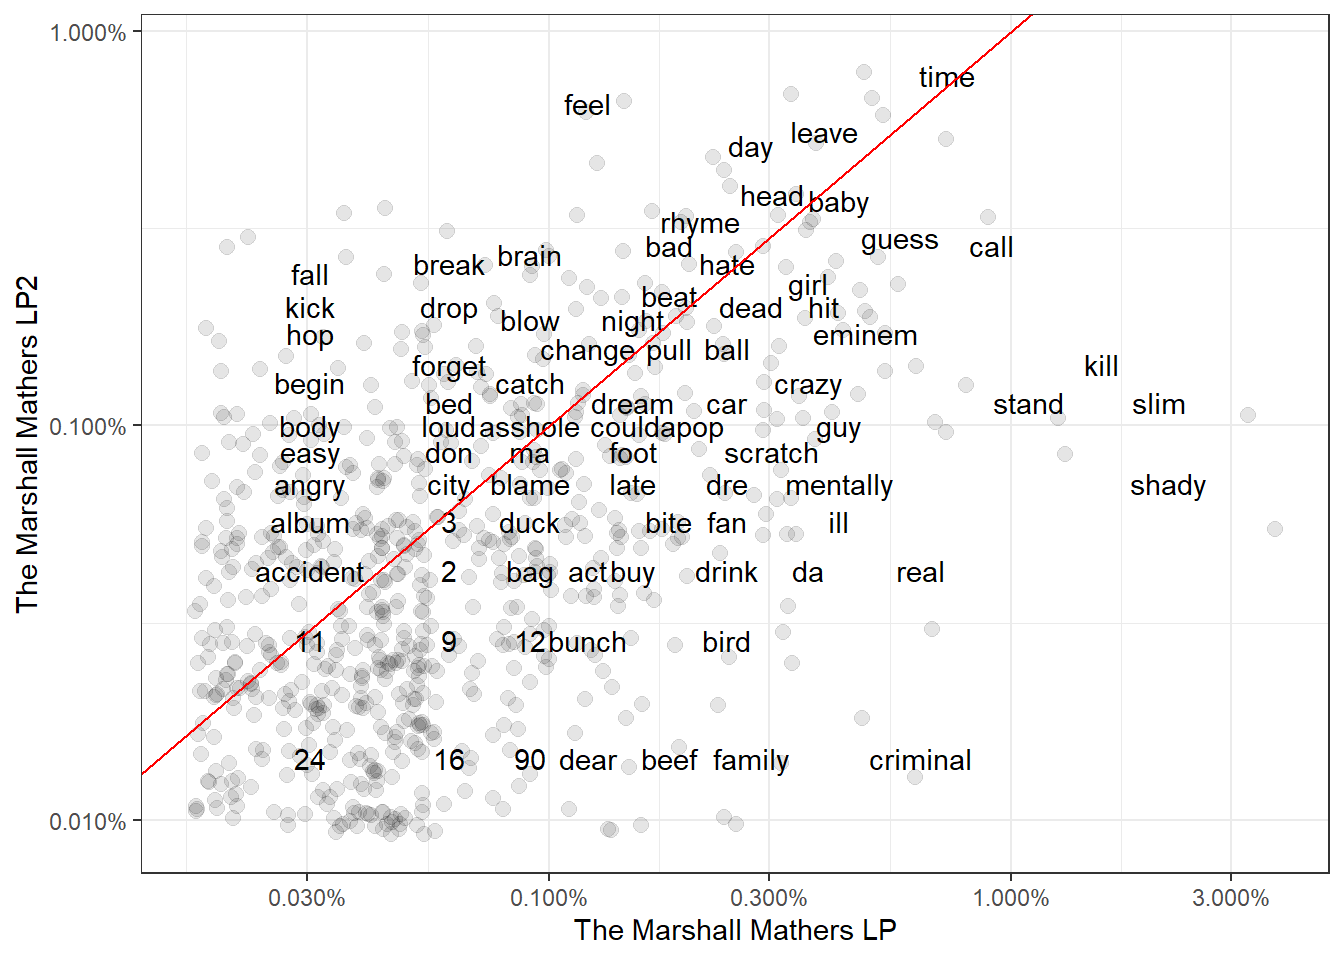 1.000%
time
feel
leave
day
head baby
rhyme
guess
bad call
brain
break hate
fall
girl
beat
kick drop dead hit
blow night
hop eminem
change pull ball
forget kill
begin catch crazy
bed dream car stand slim
0.100%
body loud asshole could apop guy
easy don ma foot scratch
angry city blame late dre mentally shady
album 3 duck bite fan ill
accident 2 bag act buy drink da real
11 9 12 bunch bird
24 16 90 dear beef family criminal
0.010%
0.030% 0.100% 0.300% 1.000% 3.000%
The Marshall Mathers LP
The Marshall Mathers LP2